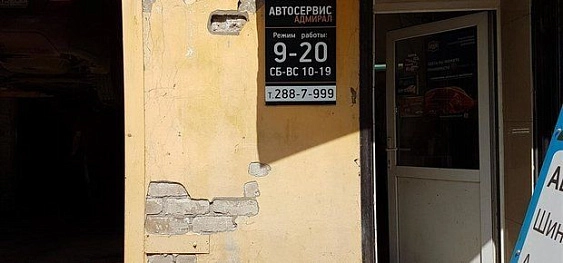 АВТОСЕРВИС
АДМИРАЛ
Режим работы:
9-20
СБ-ВС 10-19
т.288-7-999